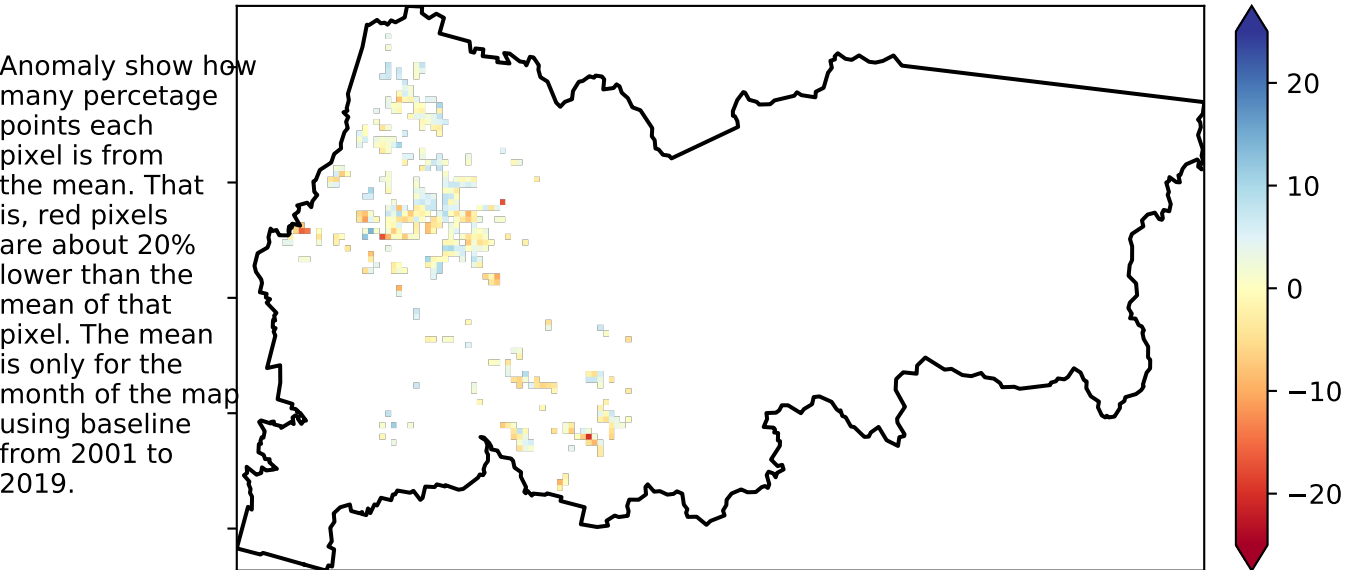 Anomaly show how
many percetage
points each
pixel is from
the mean. That
is, red pixels
are about 20%
lower than the
mean of that
pixel. The mean
is only for the
month of the map
using baseline
from 2001 to
2019.
20
10
0
−10
−20